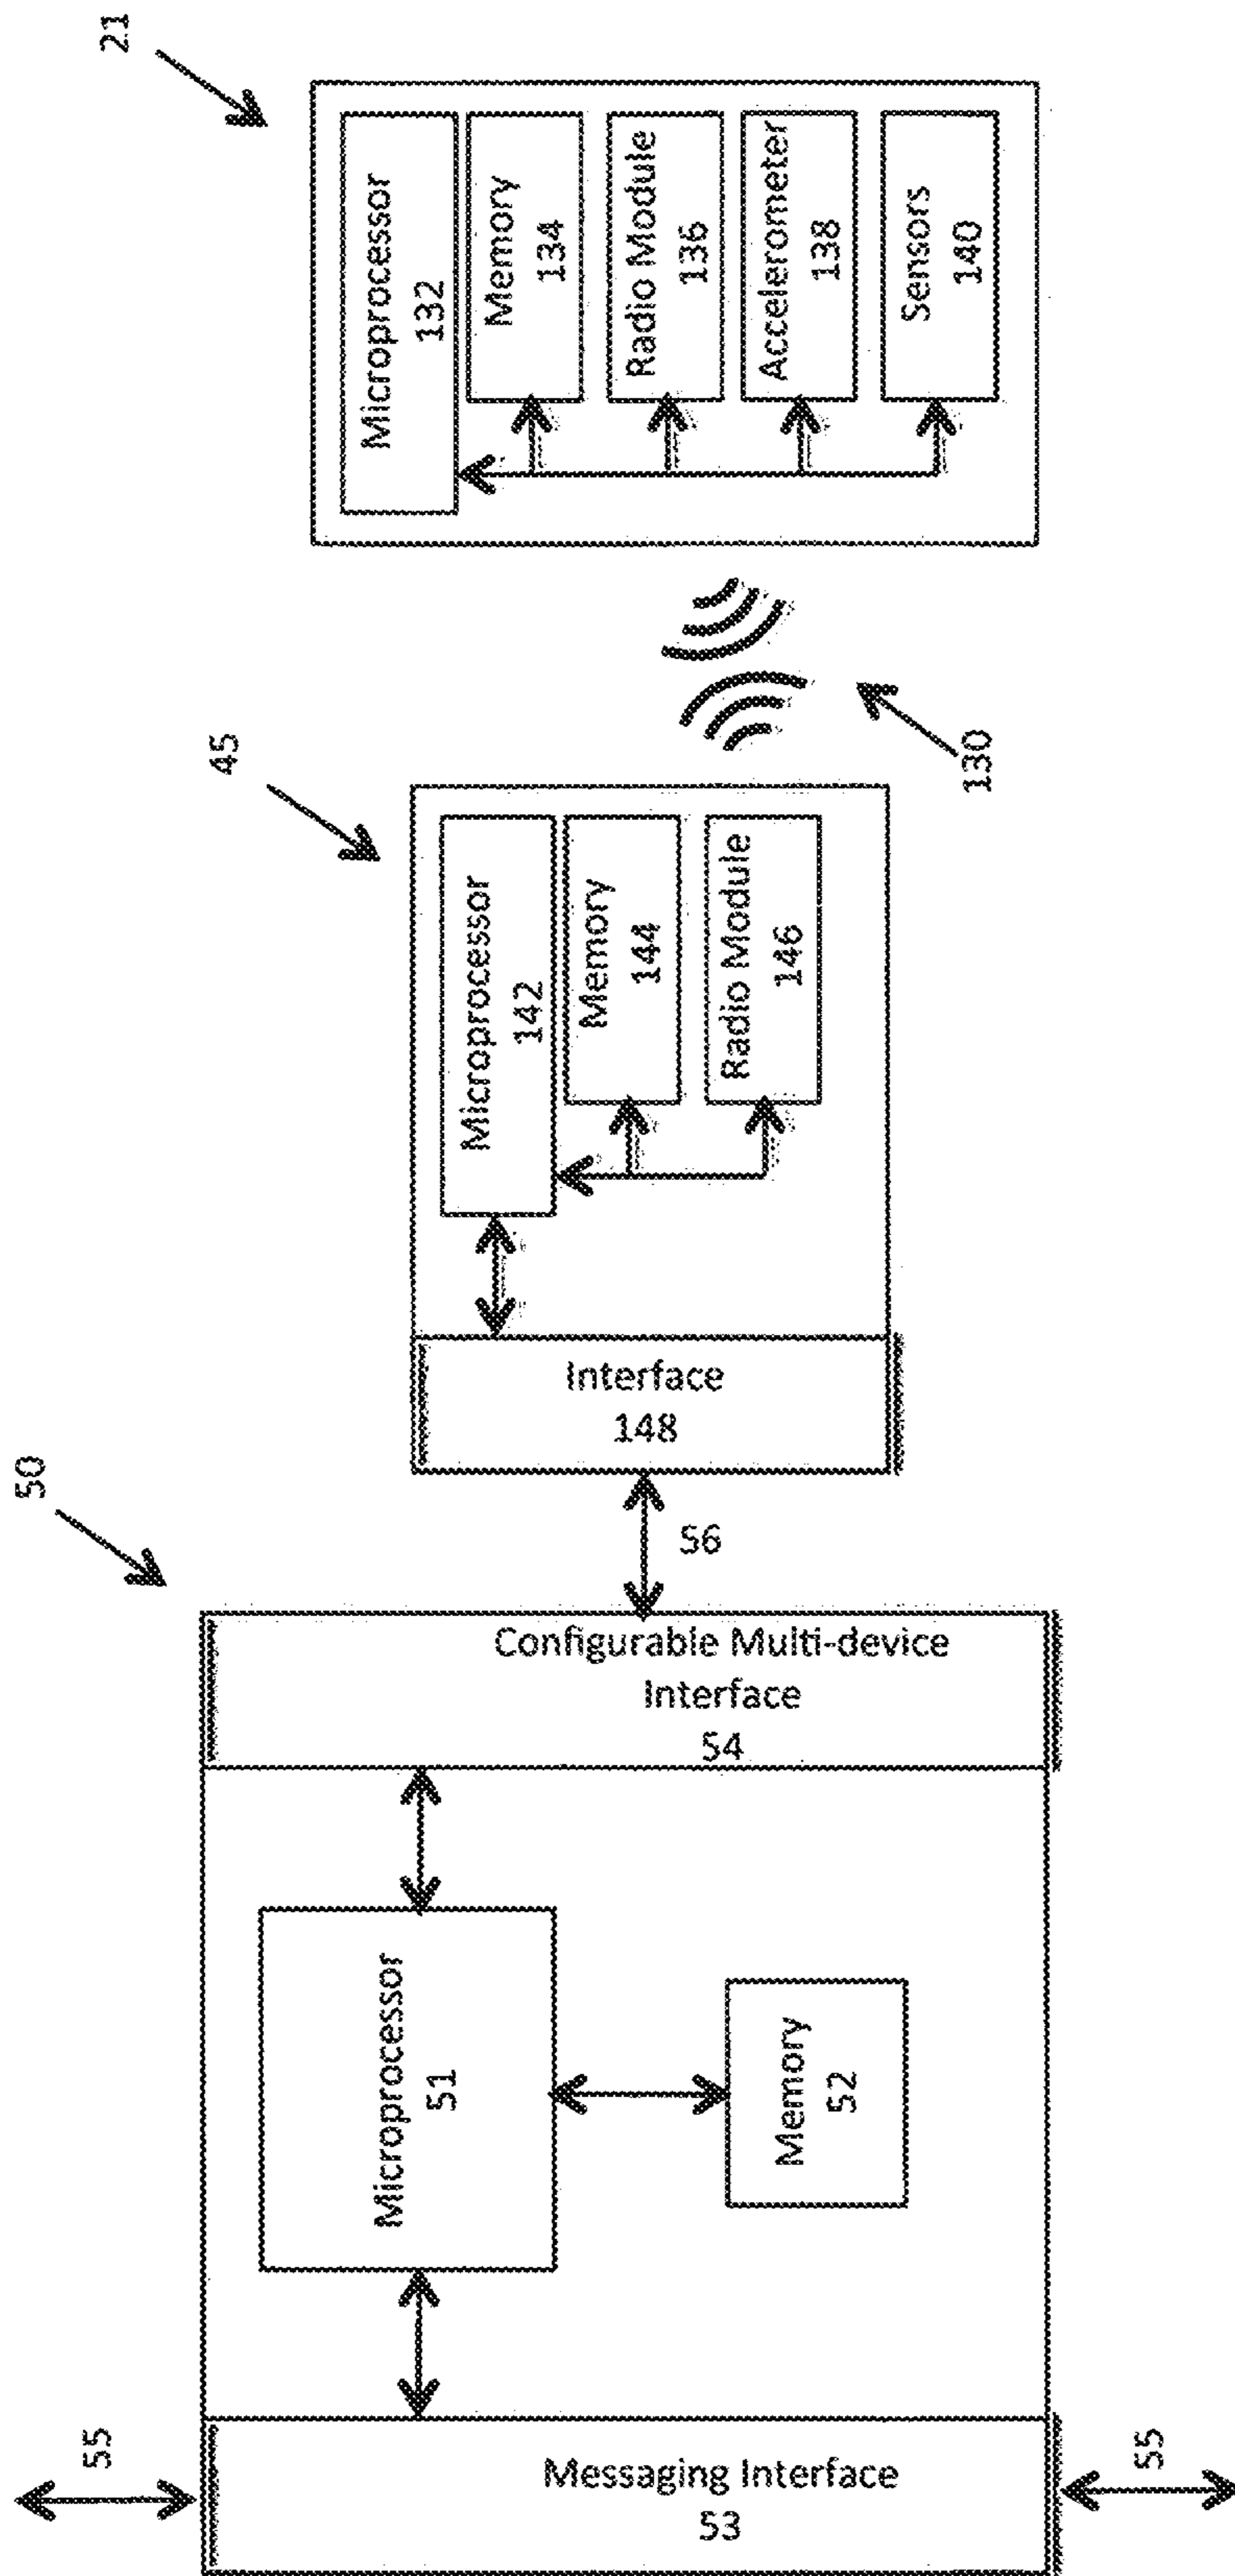 21
Microprocessor
132
Memory
134
Radio Module
136
Accelerometer
138
Sensors
140
130
45
Microprocessor
142
Memory
144
Radio Module
146
Interface
148
56
50
Configurable Multi-device
Interface
54
Microprocessor
51
Memory
52
Messaging Interface
53
55
55